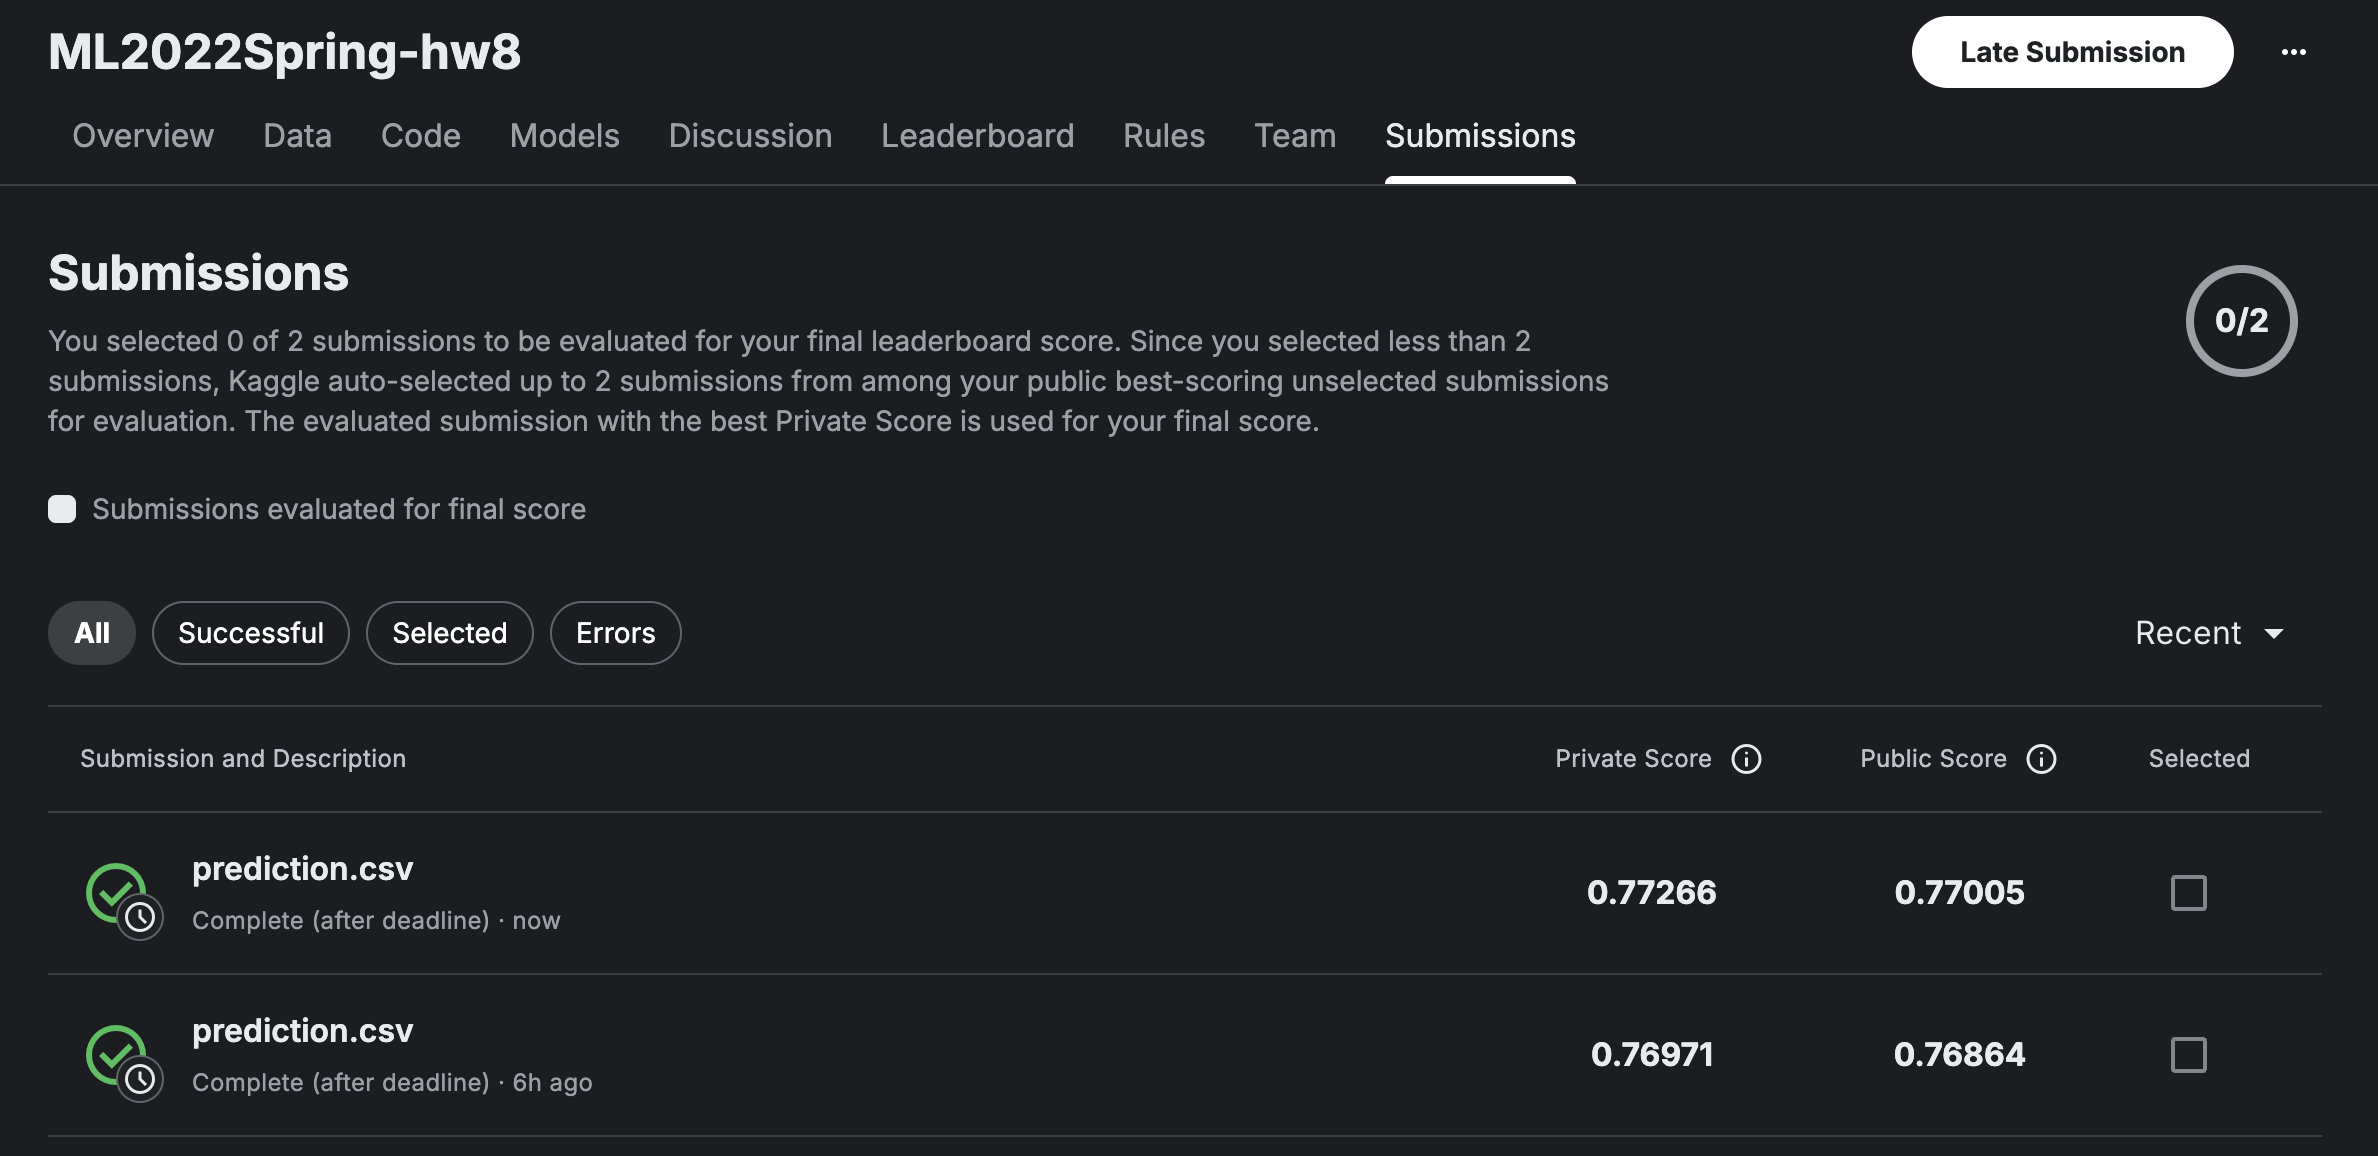 ML2022Spring-hw8
Late Submission
Overview Data Code Models Discussion Leaderboard Rules Team Submissions
Submissions
You selected 0 of 2 submissions to be evaluated for your final leaderboard score. Since you selected less than 2
submissions, Kaggle auto-selected up to 2 submissions from among your public best-scoring unselected submissions
for evaluation. The evaluated submission with the best Private Score is used for your final score.
0/2
Submissions evaluated for final score
All Successful Selected Errors
Recent
Submission and Description Private Score Public Score Selected
prediction.csv
Complete (after deadline) · now
0.77266 0.77005
prediction.csv
Complete (after deadline) · 6h ago
0.76971 0.76864